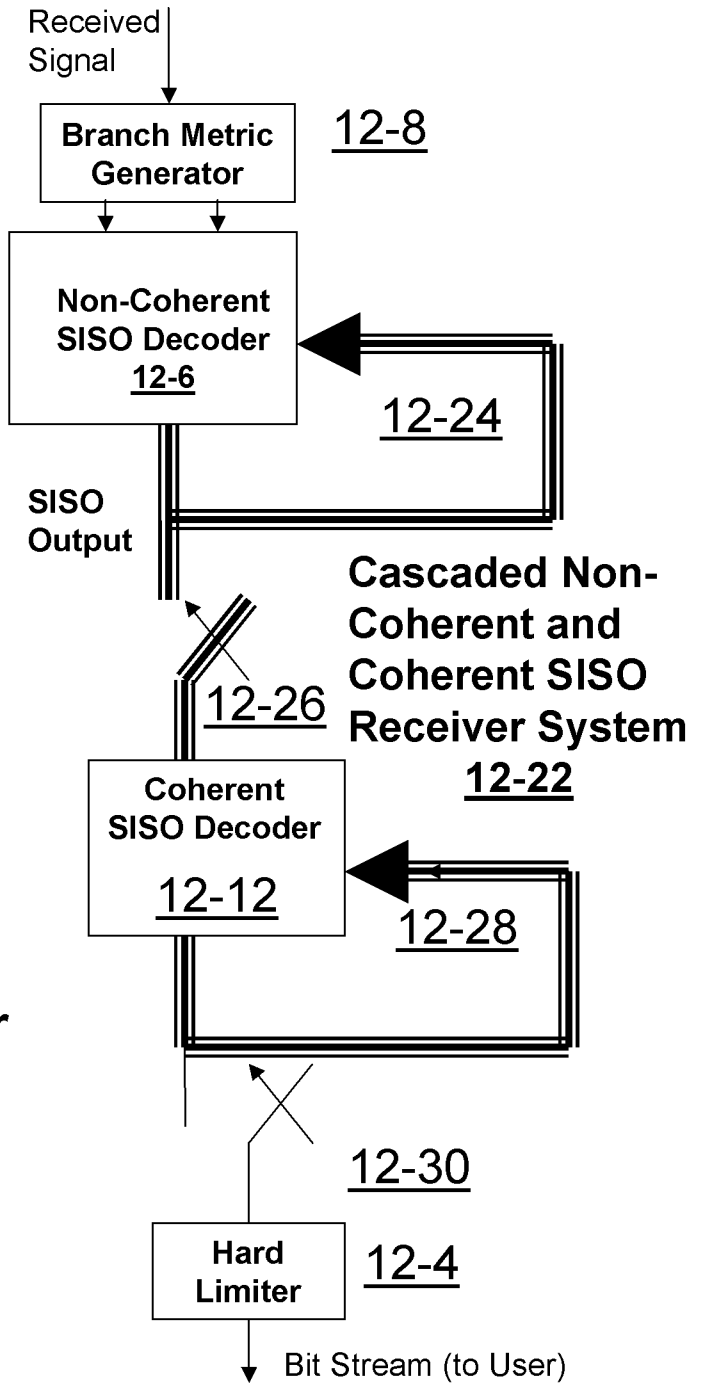 Received
Signal
Branch Metric
Generator
12-8
Non-Coherent
SISO Decoder
12-6
12-24
SISO
Output
Cascaded Non-
Coherent and
Coherent SISO
Receiver System
12-22
12-26
Coherent
SISO Decoder
12-12
12-28
r
12-30
Hard
Limiter
12-4
Bit Stream (to User)